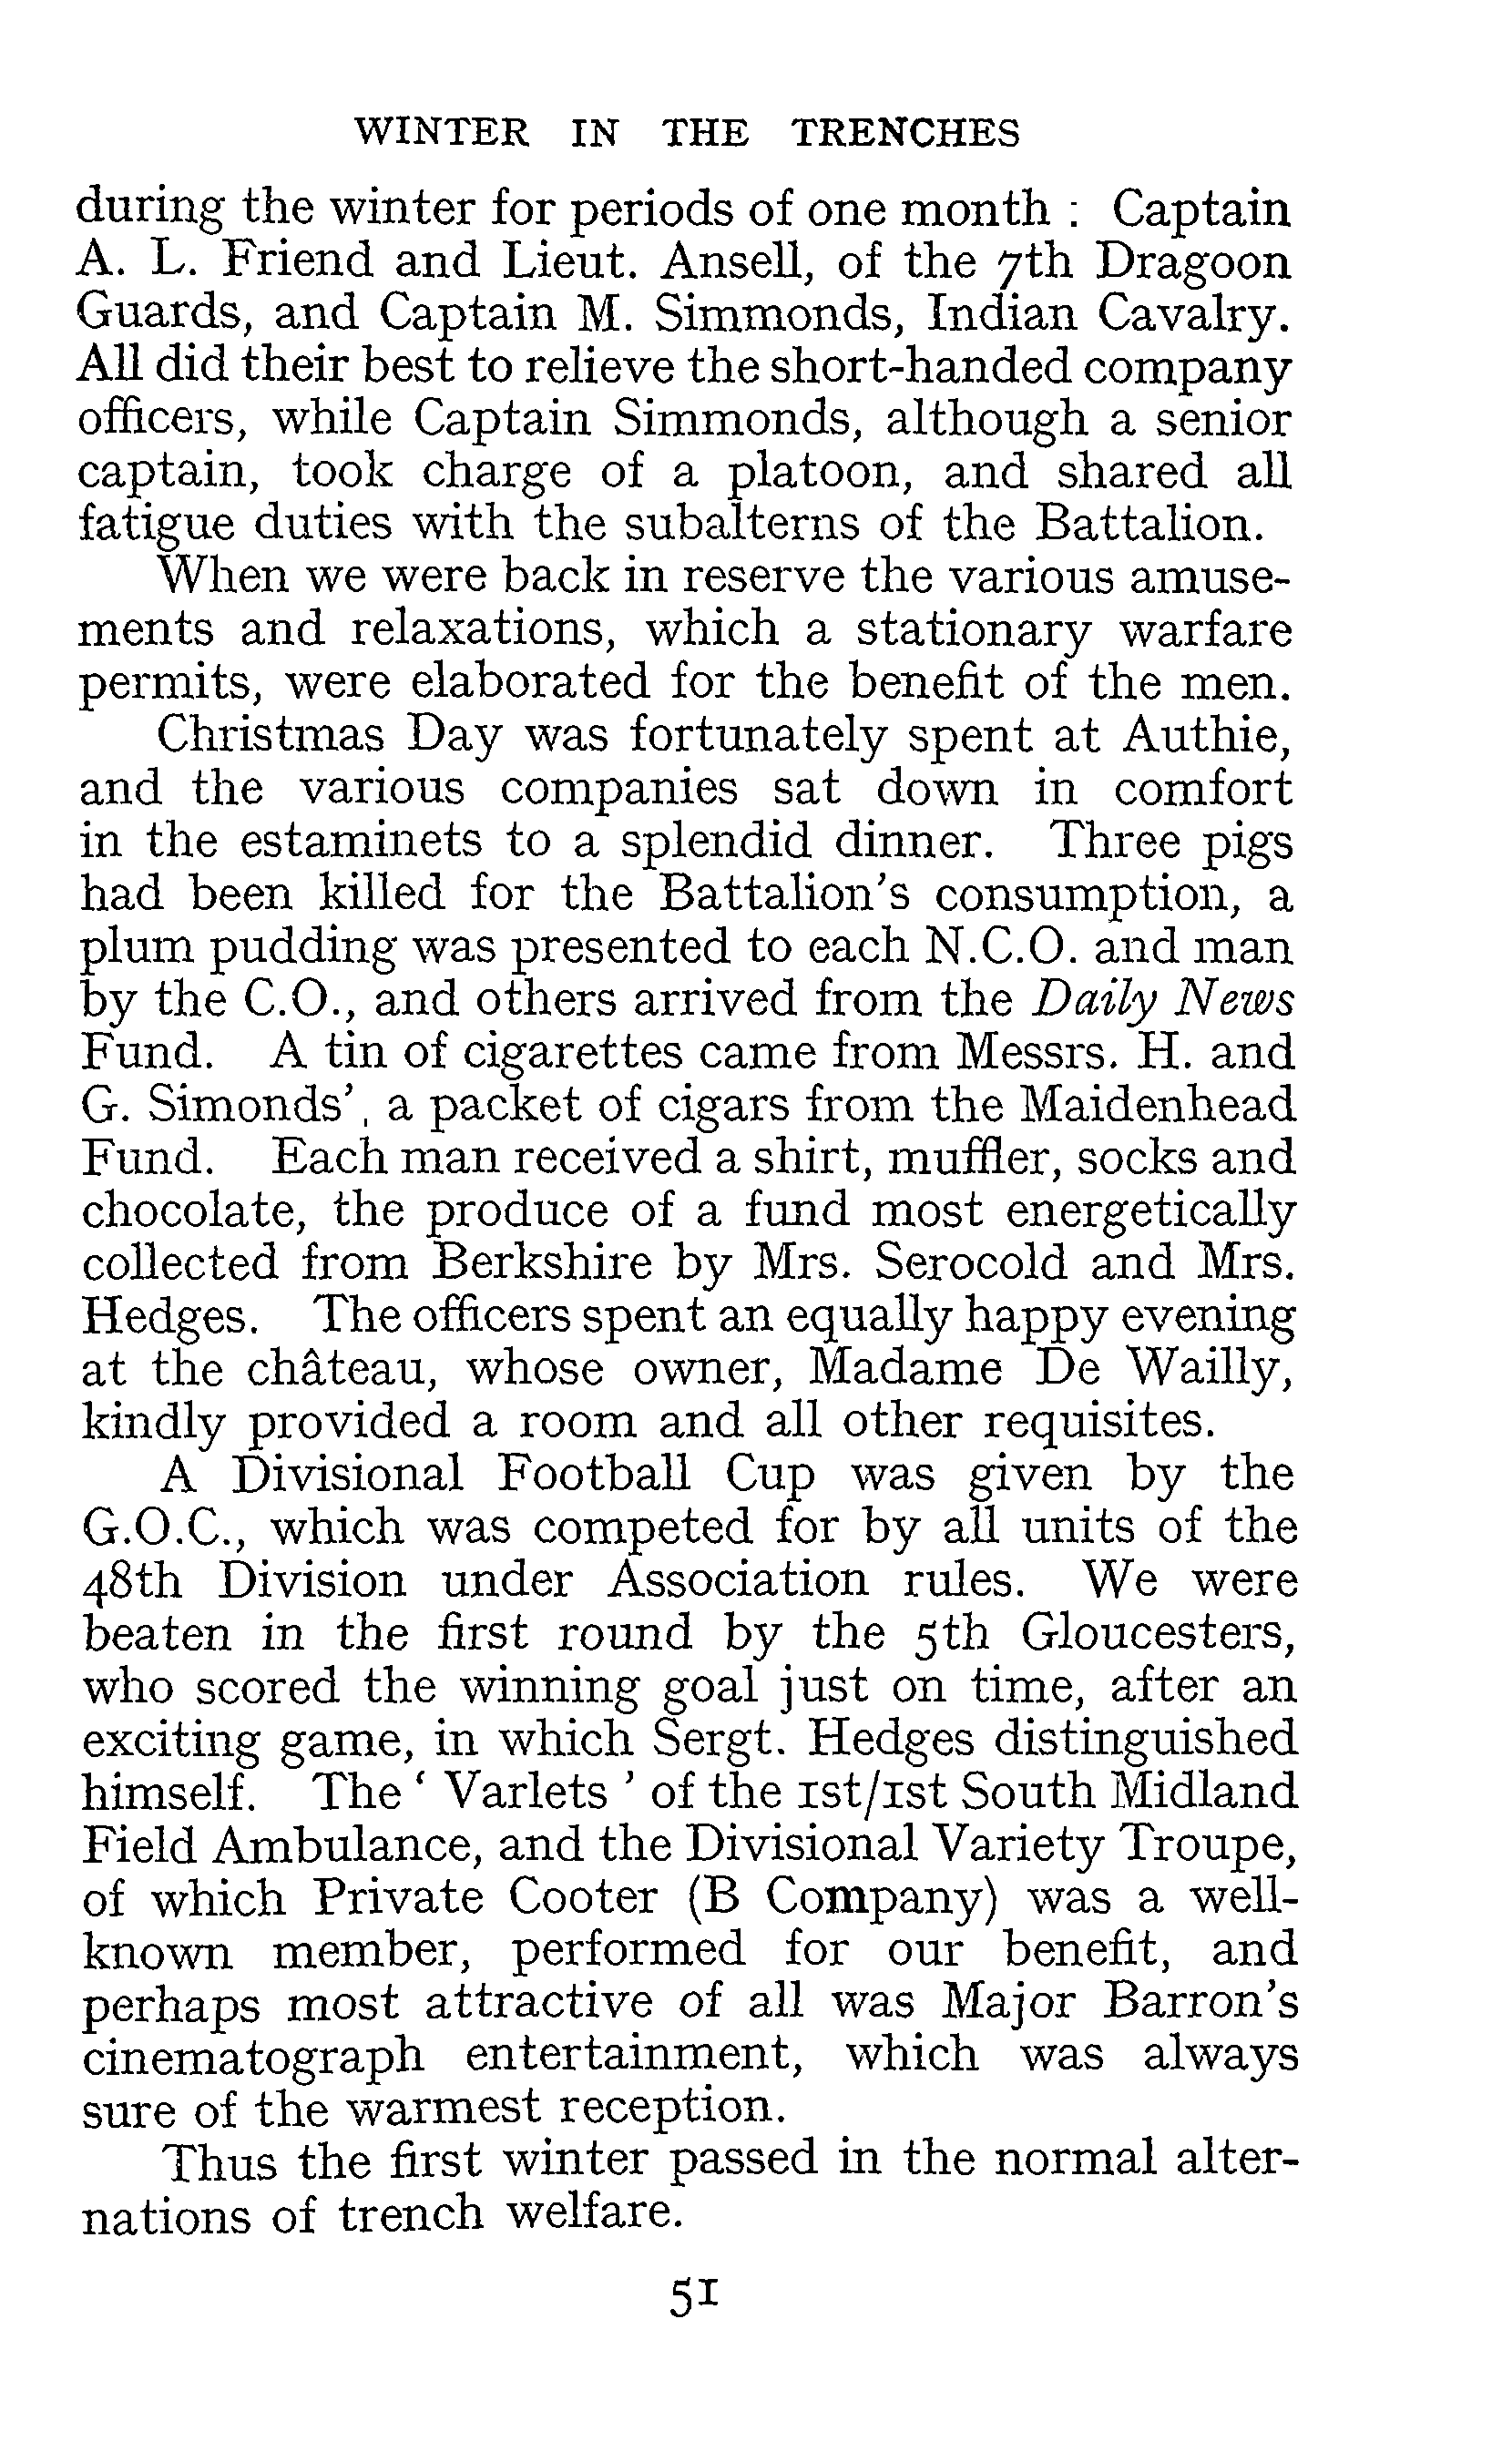 WINTER IN THE TRENCHES
during the winter for periods of one month : Captain
A. L. Friend and Lieut. Ansell, of the 7th Dragoon
Guards, and Captain M. Simmonds, Indian Cavalry.
All did their best to relieve the short-handed company
officers, while Captain Simmonds, although a senior
captain, took charge of a platoon, and shared all
fatigue duties with the subalterns of the Battalion.
When we were back in reserve the various amuse-
ments and relaxations, which a stationary warfare
permits, were elaborated for the benefit of the men.
Christmas Day was fortunately spent at Authie,
and the various companies sat down in comfort
in the estaminets to a splendid dinner. Three pigs
had been killed for the Battalion's consumption, a
plum pudding was presented to each N.C.O. and man
by the C.O., and others arrived from the Daily News
Fund. A tin of cigarettes came from Messrs. H. and
G. Simonds', a packet of cigars from the Maidenhead
Fund. Each man received a shirt, muffler, socks and
chocolate, the produce of a fund most energetically
collected from Berkshire by Mrs. Serocold and Mrs.
Hedges. The officers spent an equally happy evening
at the château, whose owner, Madame De Wailly,
kindly provided a room and all other requisites.
A Divisional Football Cup was given by the
G.O.C., which was competed for by all units of the
48th Division under Association rules. We were
beaten in the first round by the 5th Gloucesters,
who scored the winning goal just on time, after an
exciting game, in which Sergt. Hedges distinguished
himself. The ‘ Varlets ’ of the 1st/1st South Midland
Field Ambulance, and the Divisional Variety Troupe,
of which Private Cooter (B Company) was a well-
known member, performed for our benefit, and
perhaps most attractive of all was Major Barron's
cinematograph entertainment, which was always
sure of the warmest reception.
Thus the first winter passed in the normal alter-
nations of trench welfare.
51